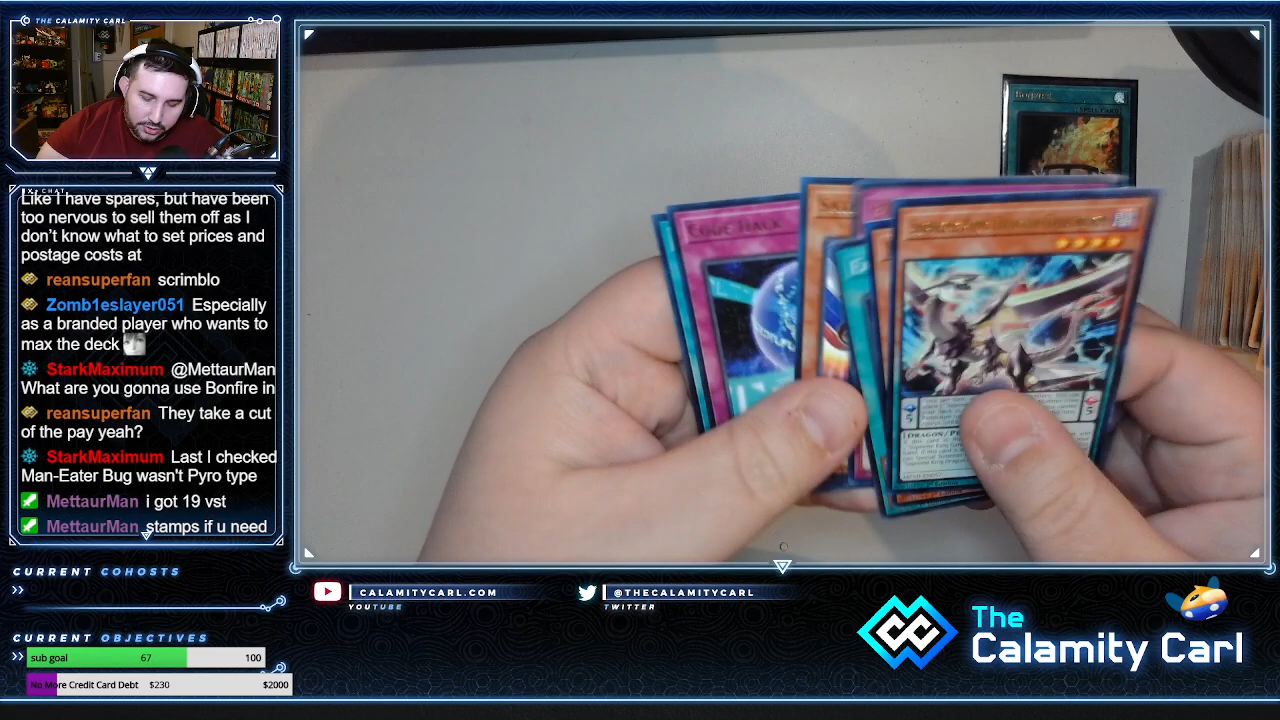 THE CALAMITY CARL
CHAT
Like I have spares, but have been
too nervous to sell them off as I
don't know what to set prices and
postage costs at
reansuperfan scrimblo
Zomb1eslayer051 Especially
as a branded player who wants to
max the deck
StarkMaximum @MettaurMan
What are you gonna use Bonfire in
reansuperfan They take a cut
of the pay yeah?
StarkMaximum Last I checked
Man-Eater Bug wasn't Pyro type
MettaurMan i got 19 vst
MettaurMan stamps if u need
CURRENT COHOSTS
CURRENT OBJECTIVES
sub goal 67 100
No More Credit Card Debt $230 $2000
Bonfire
SPELL CARD
Code Hack
5
5
CALAMITYCARL.COM
YOUTUBE
@THECALAMITYCARL
TWITTER
The
Calamity Carl